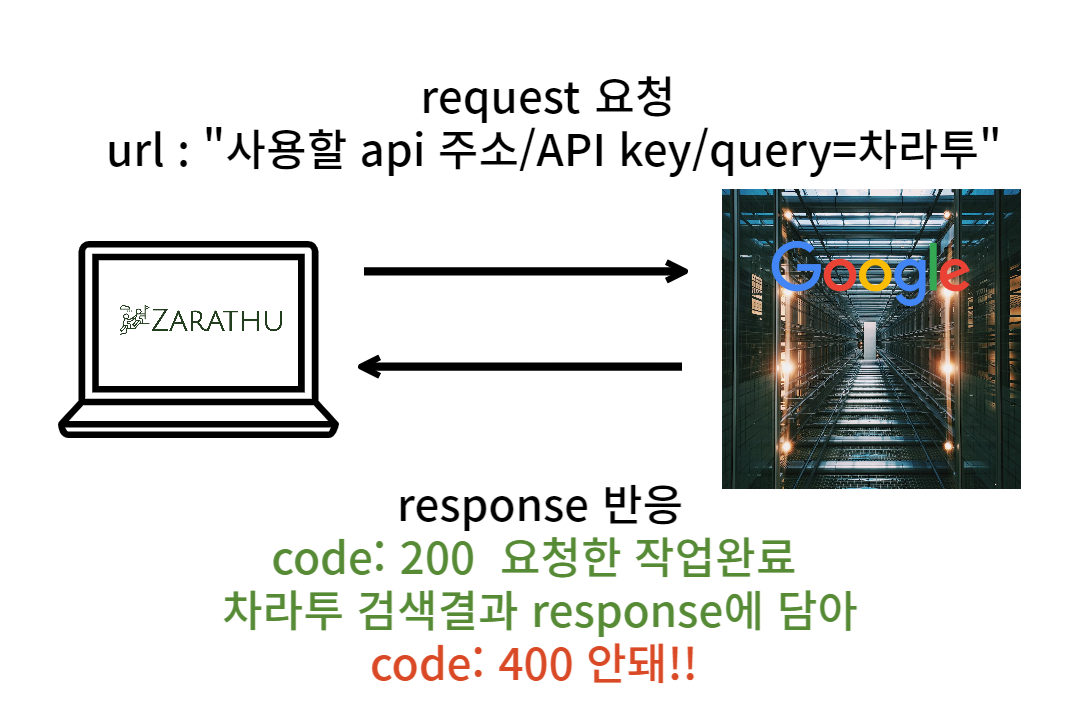 request 요청
url : "사용할 api 주소/API key/query=차라투"
ZARATHU
Google
response 반응
code: 200 요청한 작업완료
차라투 검색결과 response에 담아
code: 400 안돼!!